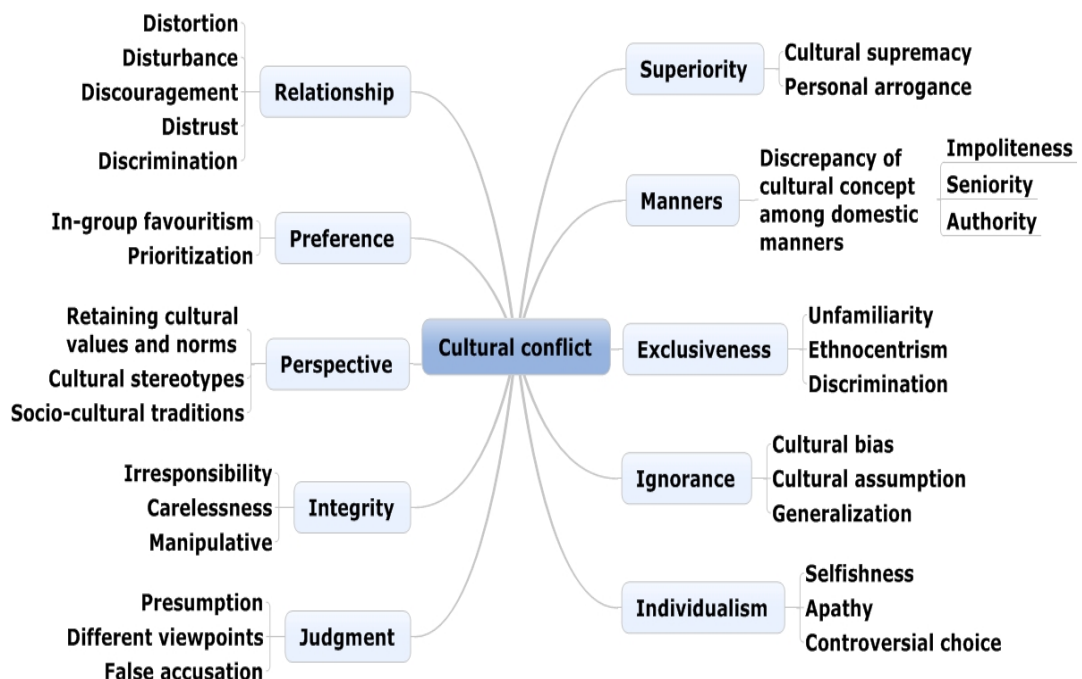 Cultural conflict
Relationship
Distortion
Disturbance
Discouragement
Distrust
Discrimination
Preference
In-group favouritism
Prioritization
Perspective
Retaining cultural
values and norms
Cultural stereotypes
Socio-cultural traditions
Integrity
Irresponsibility
Carelessness
Manipulative
Judgment
Presumption
Different viewpoints
False accusation
Superiority
Cultural supremacy
Personal arrogance
Manners
Discrepancy of
cultural concept
among domestic
manners
Impoliteness
Seniority
Authority
Exclusiveness
Unfamiliarity
Ethnocentrism
Discrimination
Ignorance
Cultural bias
Cultural assumption
Generalization
Individualism
Selfishness
Apathy
Controversial choice